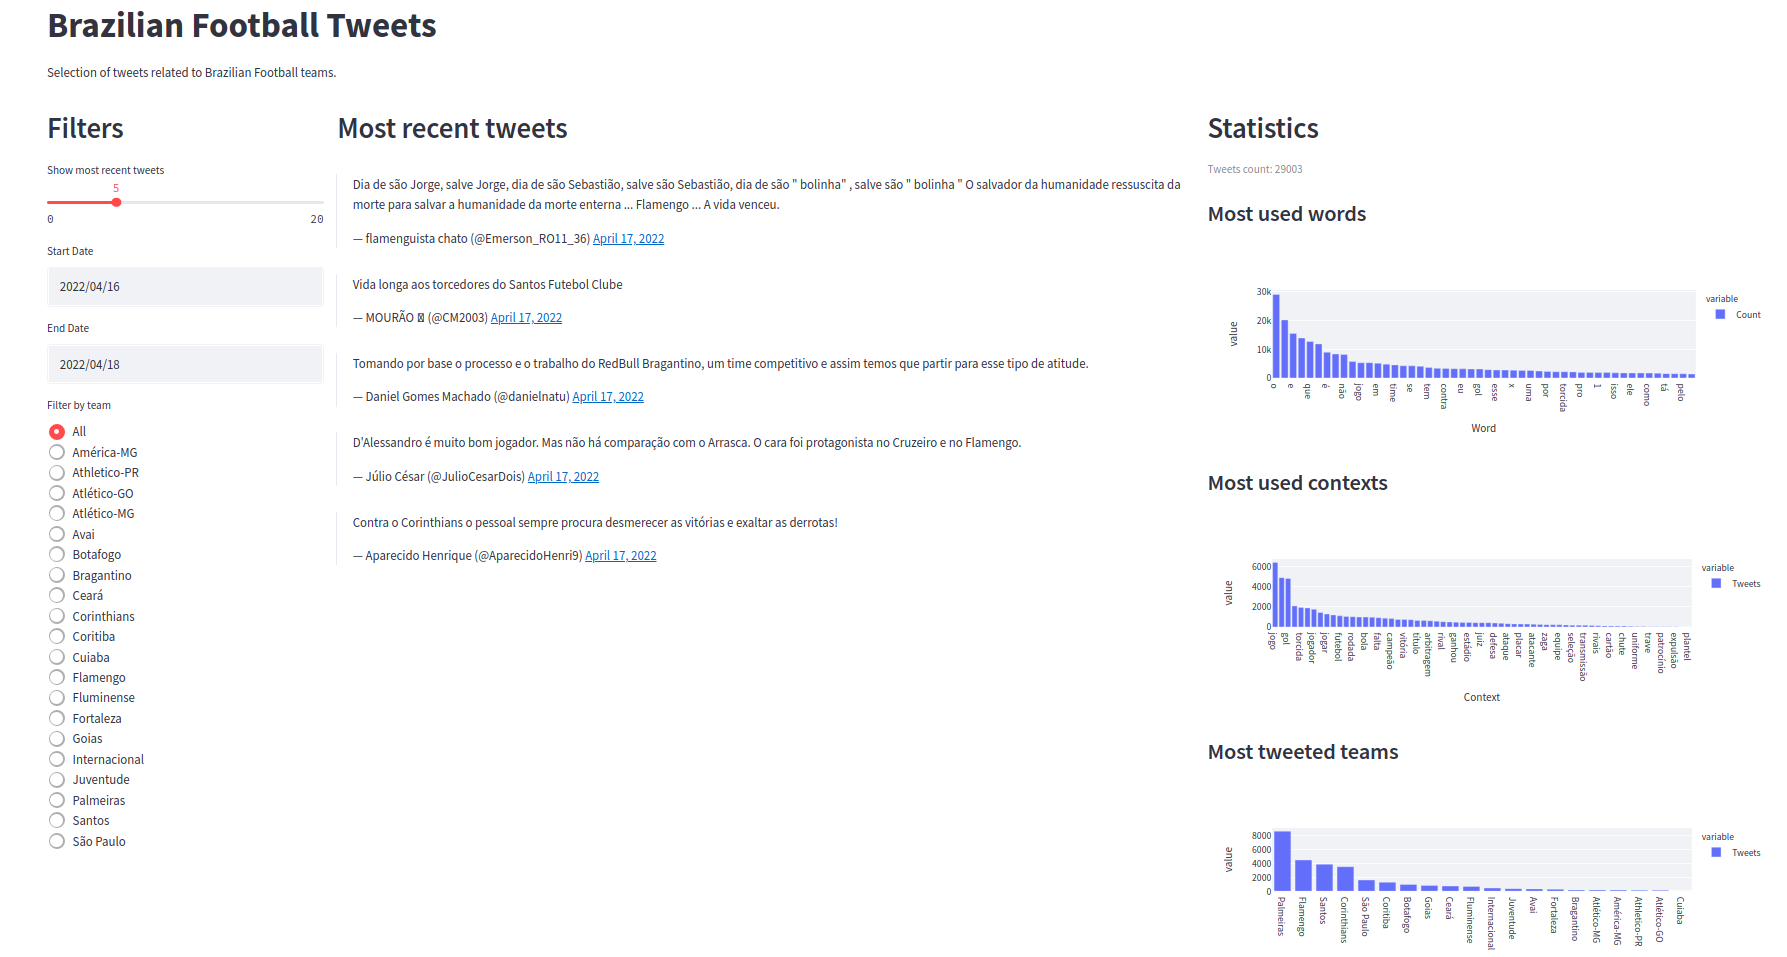 Brazilian Football Tweets
Selection of tweets related to Brazilian Football teams.
Filters
Show most recent tweets
5
0 20
Start Date
2022/04/16
End Date
2022/04/18
Filter by team
All
América-MG
Athletico-PR
Atlético-GO
Atlético-MG
Avai
Botafogo
Bragantino
Ceará
Corinthians
Coritiba
Cuiaba
Flamengo
Fluminense
Fortaleza
Goias
Internacional
Juventude
Palmeiras
Santos
São Paulo
Most recent tweets
Dia de são Jorge, salve Jorge, dia de são Sebastião, salve são Sebastião, dia de são " bolinha" , salve são " bolinha " O salvador da humanidade ressuscita da
morte para salvar a humanidade da morte enterna ... Flamengo ... A vida venceu.
— flamenguista chato (@Emerson_RO11_36) April 17, 2022
Vida longa aos torcedores do Santos Futebol Clube
— MOURÃO (@CM2003) April 17, 2022
Tomando por base o processo e o trabalho do RedBull Bragantino, um time competitivo e assim temos que partir para esse tipo de atitude.
— Daniel Gomes Machado (@danielnatu) April 17, 2022
D'Alessandro é muito bom jogador. Mas não há comparação com o Arrasca. O cara foi protagonista no Cruzeiro e no Flamengo.
— Júlio César (@JulioCesarDois) April 17, 2022
Contra o Corinthians o pessoal sempre procura desmerecer as vitórias e exaltar as derrotas!
— Aparecido Henrique (@AparecidoHenri9) April 17, 2022
Statistics
Tweets count: 29003
Most used words
30k
20k
10k
0
value
o e que é não jogo em time se tem contra eu gol esse x uma por torcida pro 1 isso ele como tá pelo
Word
variable
Count
Most used contexts
6000
4000
2000
0
value
jogo gol torcida jogador jogar futebol rodada bola falta campeão vitória título arbitragem rival ganhou estádio juiz defesa ataque placar atacante zaga equipe seleção transmissão rivais cartão chute uniforme trave patrocínio expulsão plantel
Context
variable
Tweets
Most tweeted teams
8000
6000
4000
2000
0
value
Palmeiras Flamengo Santos Corinthians São Paulo Coritiba Botafogo Goias Ceará Fluminense Internacional Juventude Avai Fortaleza Bragantino Atlético-MG América-MG Athletico-PR Atlético-GO Cuiaba
variable
Tweets